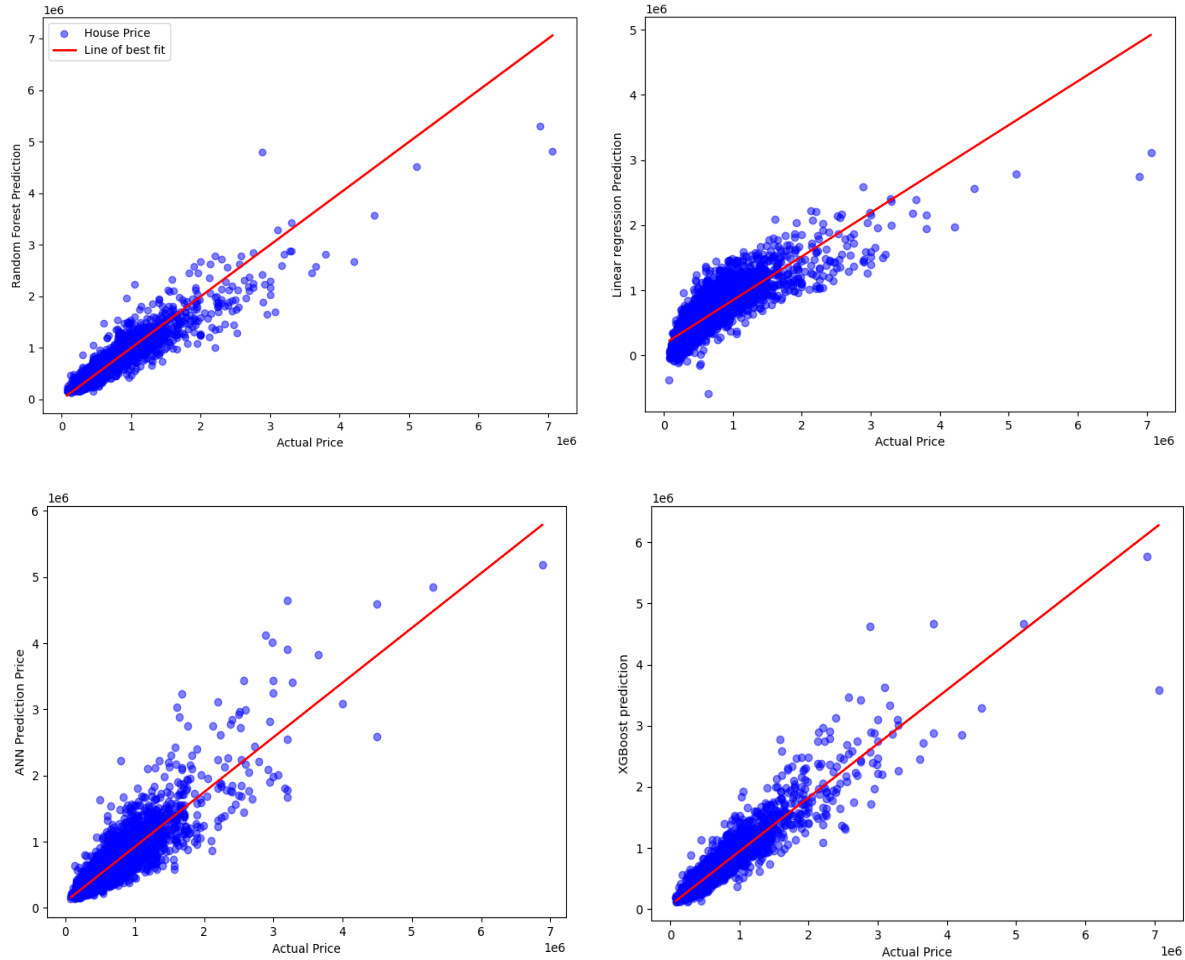 1e6
House Price
Line of best fit
7
6
5
4
3
2
1
0
Random Forest Prediction
0 1 2 3 4 5 6 7
1e6
Actual Price
1e6
5
4
3
2
1
0
Linear regression Prediction
0 1 2 3 4 5 6 7
1e6
Actual Price
1e6
6
5
4
3
2
1
0
ANN Prediction Price
0 1 2 3 4 5 6 7
1e6
Actual Price
1e6
6
5
4
3
2
1
0
XGBoost prediction
0 1 2 3 4 5 6 7
1e6
Actual Price